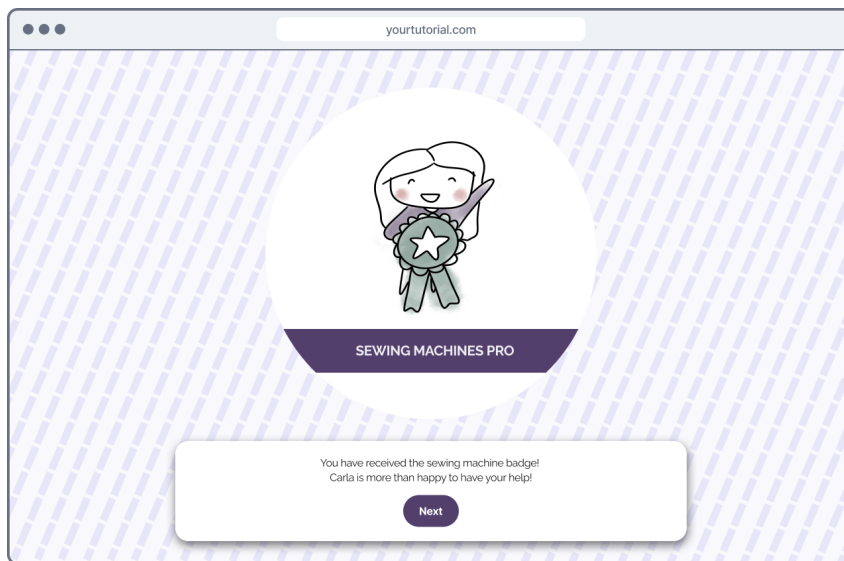 yourtutorial.com
SEWING MACHINES PRO
You have received the sewing machine badge!
Carla is more than happy to have your help!
Next